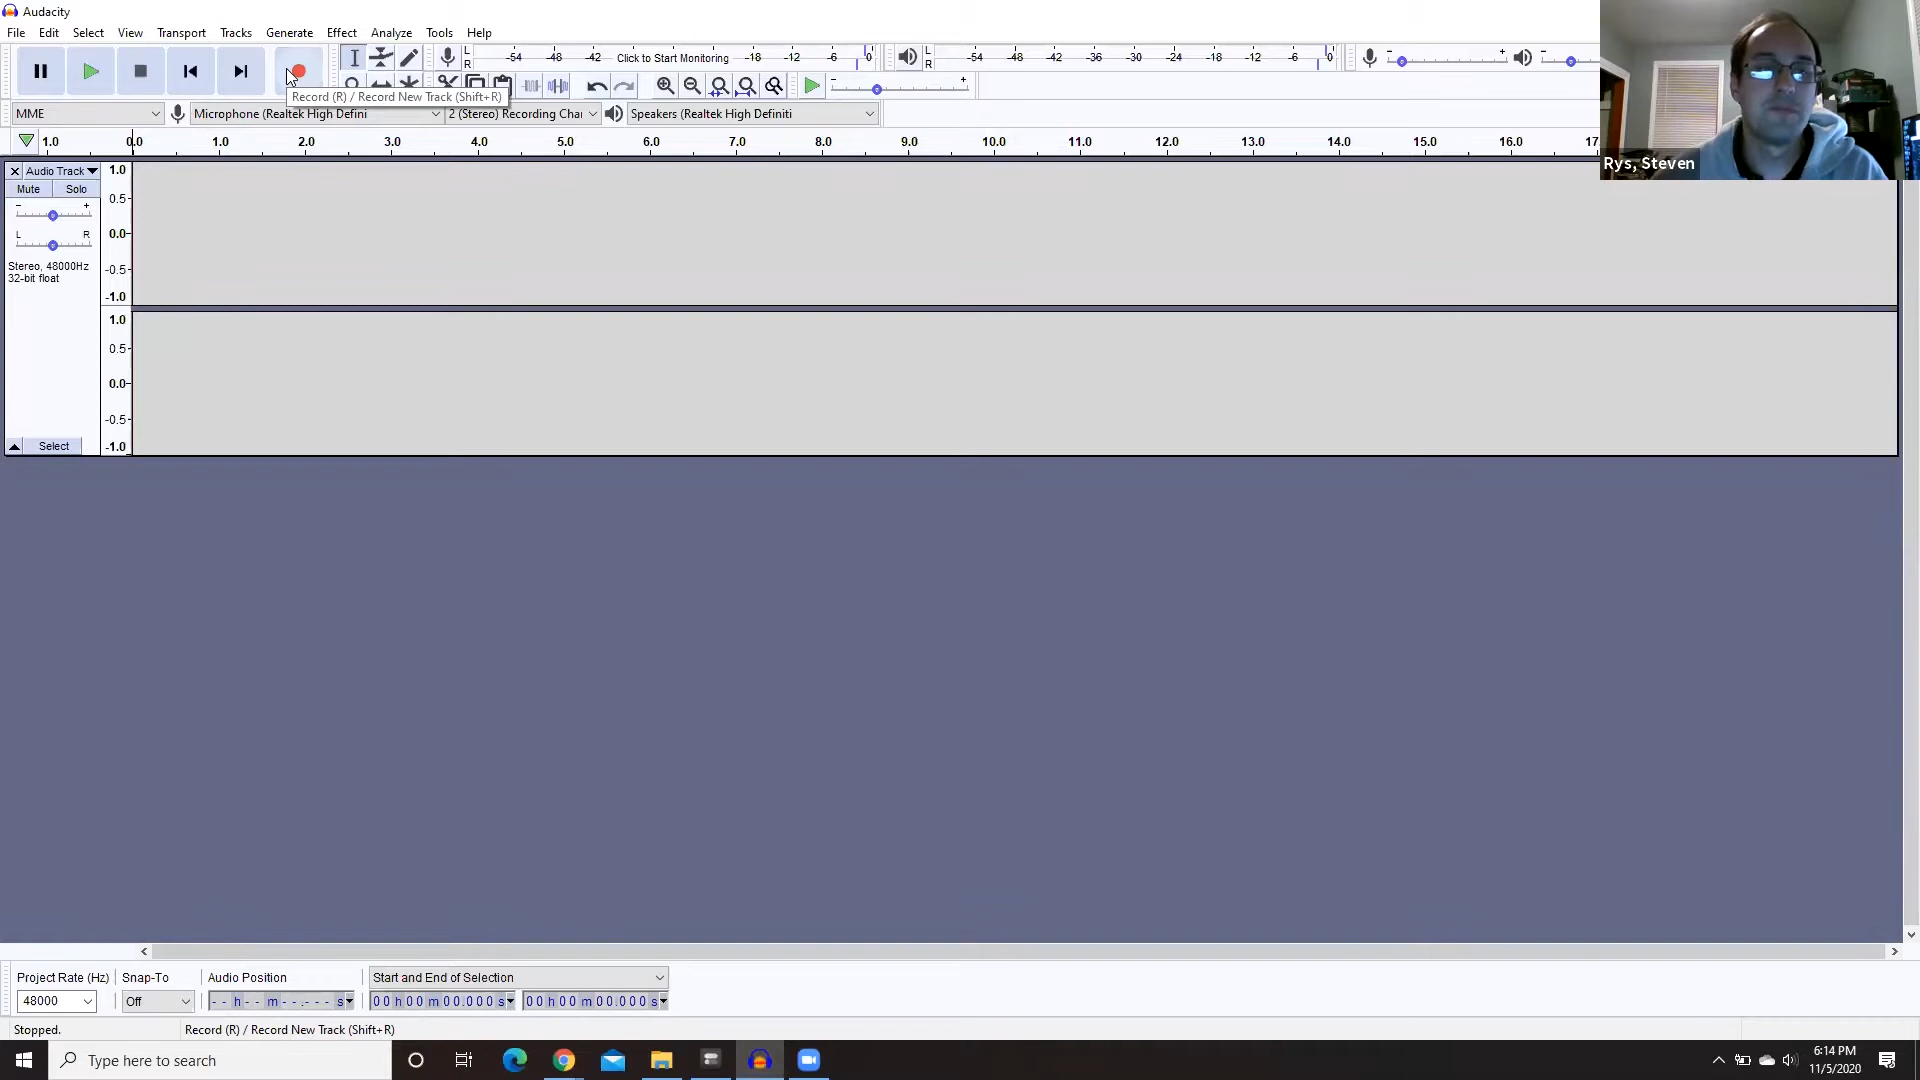 Audacity
File Edit Select View Transport Tracks Generate Effect Analyze Tools Help
L R -54 -48 -42 Click to Start Monitoring -18 -12 -6 0 L R -54 -48 -42 -36 -30 -24 -18 -12 -6 0 - + -
- +
Record (R) / Record New Track (Shift+R)
MME Microphone (Realtek High Defini 2 (Stereo) Recording Chai Speakers (Realtek High Definiti
1.0 0.0 1.0 2.0 3.0 4.0 5.0 6.0 7.0 8.0 9.0 10.0 11.0 12.0 13.0 14.0 15.0 16.0 17.
Rys, Steven
Audio Track
Mute Solo
- +
L R
Stereo, 48000Hz
32-bit float
Select
1.0
0.5
0.0
-0.5
-1.0
1.0
0.5
0.0
-0.5
-1.0
Project Rate (Hz) Snap-To Audio Position Start and End of Selection
48000 Off -- h -- m --.--- s 00 h 00 m 00.000 s 00 h 00 m 00.000 s
Stopped. Record (R) / Record New Track (Shift+R)
Type here to search
6:14 PM
11/5/2020